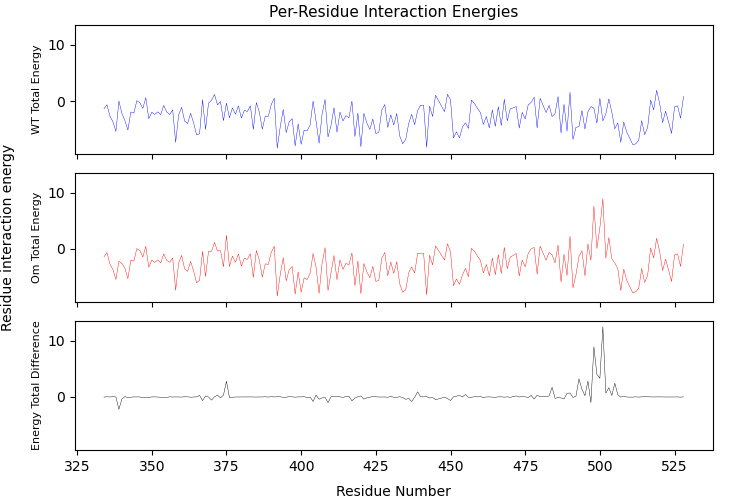 Per-Residue Interaction Energies
Residue interaction energy
WT Total Energy
10
0
Om Total Energy
10
0
Energy Total Difference
10
0
325 350 375 400 425 450 475 500 525
Residue Number